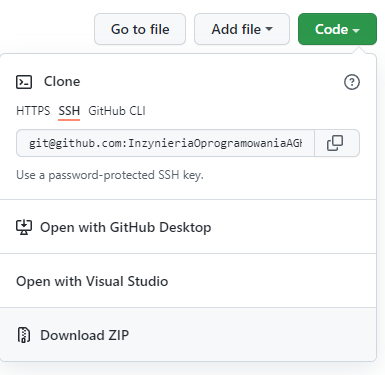 Go to file Add file Code
Clone
HTTPS SSH GitHub CLI
git@github.com:InzynieriaOprogramowaniaAGH
Use a password-protected SSH key.
Open with GitHub Desktop
Open with Visual Studio
Download ZIP